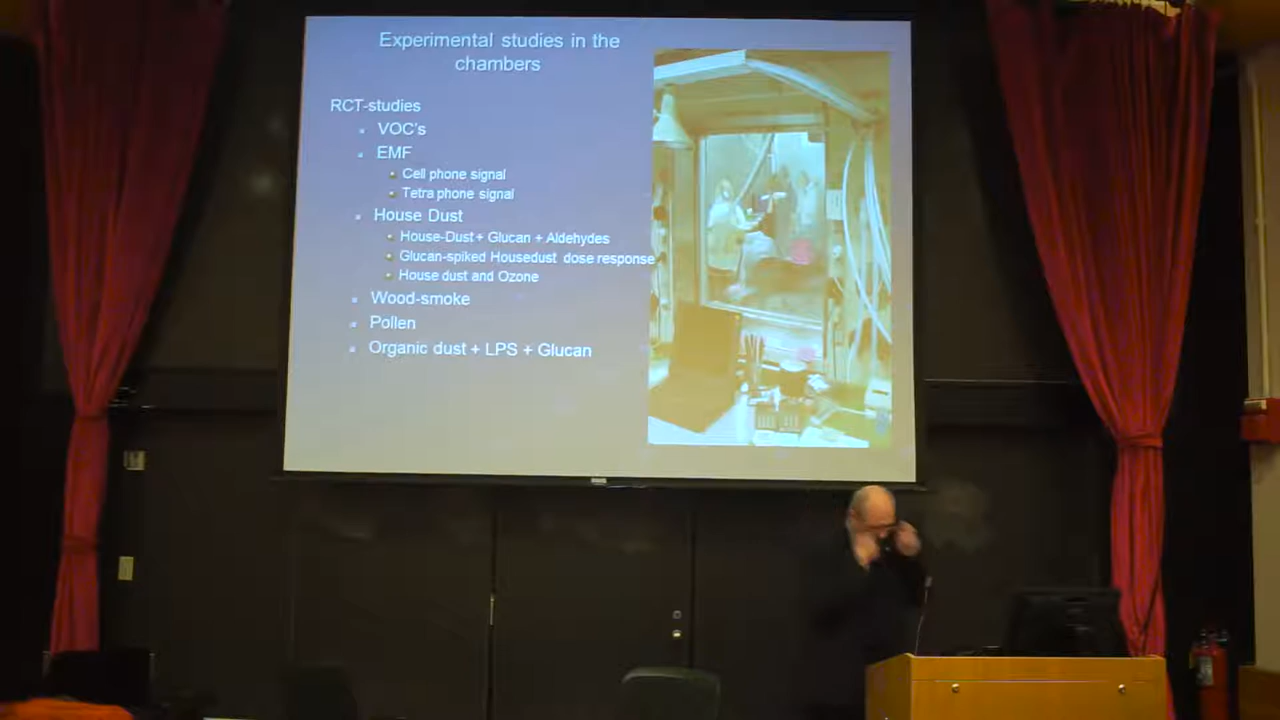 Experimental studies in the
chambers
RCT-studies
VOC's
EMF
Cell phone signal
Tetra phone signal
House Dust
House-Dust + Glucan + Aldehydes
Glucan-spiked Housedust dose response
House dust and Ozone
Wood-smoke
Pollen
Organic dust + LPS + Glucan